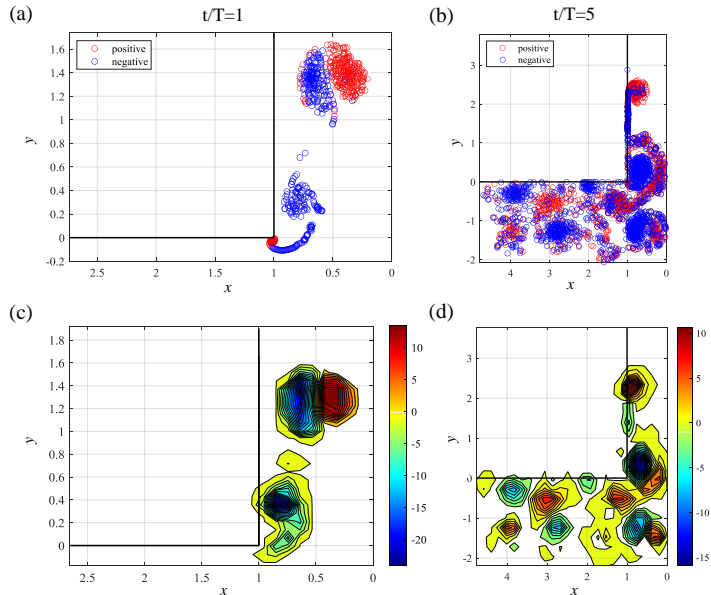 (a) t/T=1
positive
negative
1.6
1.4
1.2
1
0.8
0.6
0.4
0.2
0
-0.2
y
2.5 2 1.5 1 0.5 0
x
(b) t/T=5
positive
negative
3
2
1
0
-1
-2
y
4 3 2 1 0
x
(c)
1.8
1.6
1.4
1.2
1
0.8
0.6
0.4
0.2
0
y
2.5 2 1.5 1 0.5 0
x
10
5
0
-5
-10
-15
-20
(d)
3
2
1
0
-1
-2
y
4 3 2 1 0
x
10
5
0
-5
-10
-15